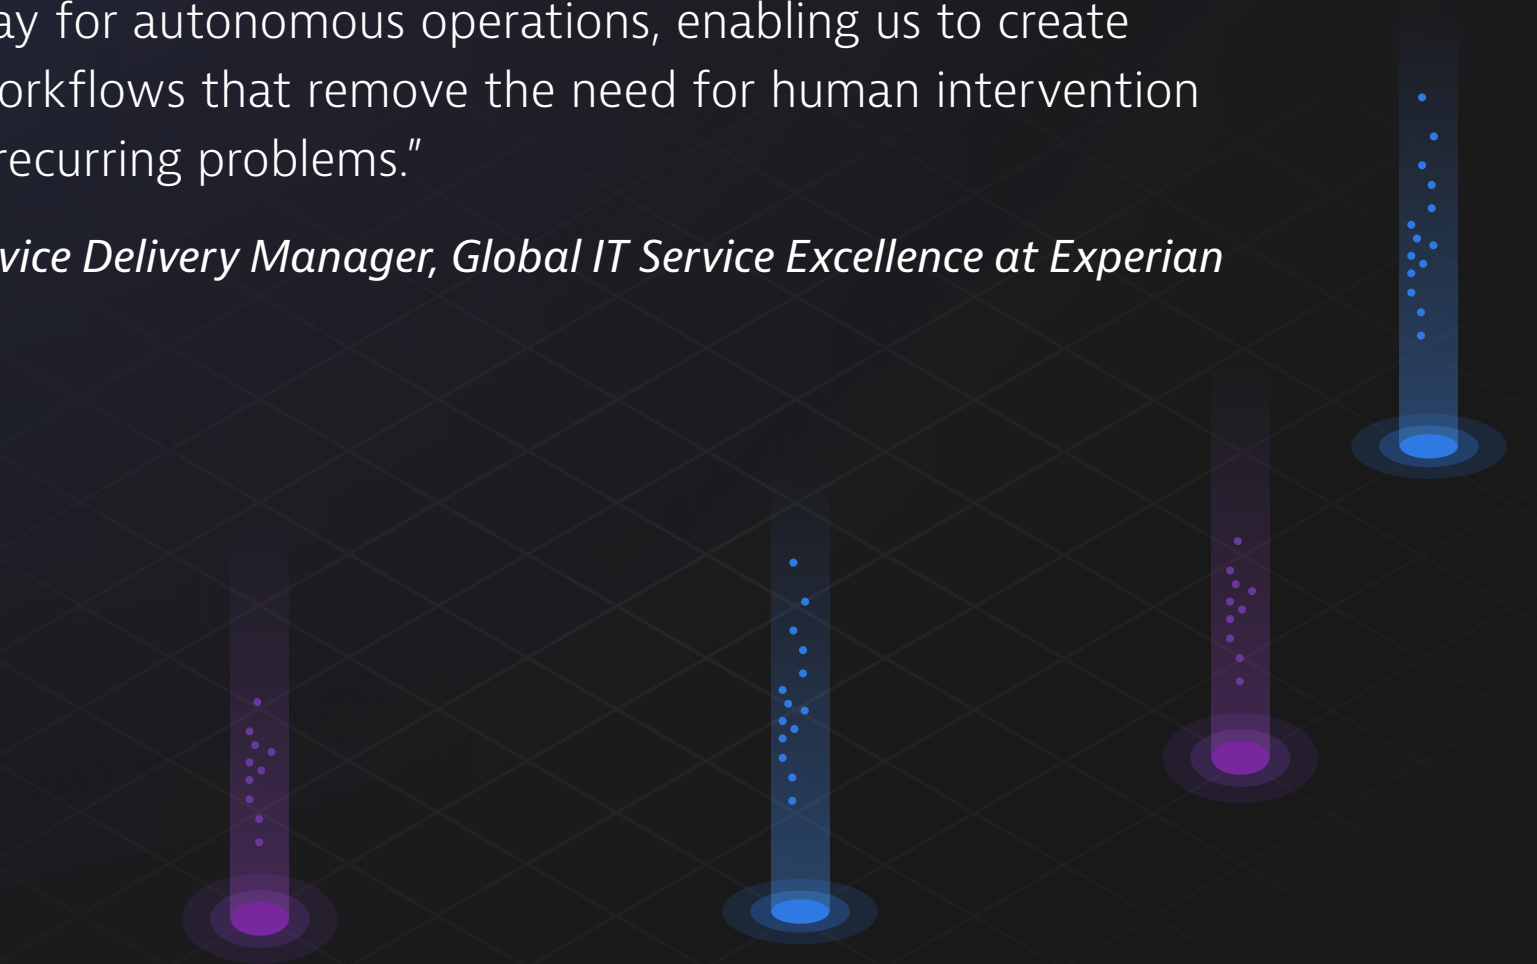 ay for autonomous operations, enabling us to create
orkflows that remove the need for human intervention
recurring problems.”
vice Delivery Manager, Global IT Service Excellence at Experian